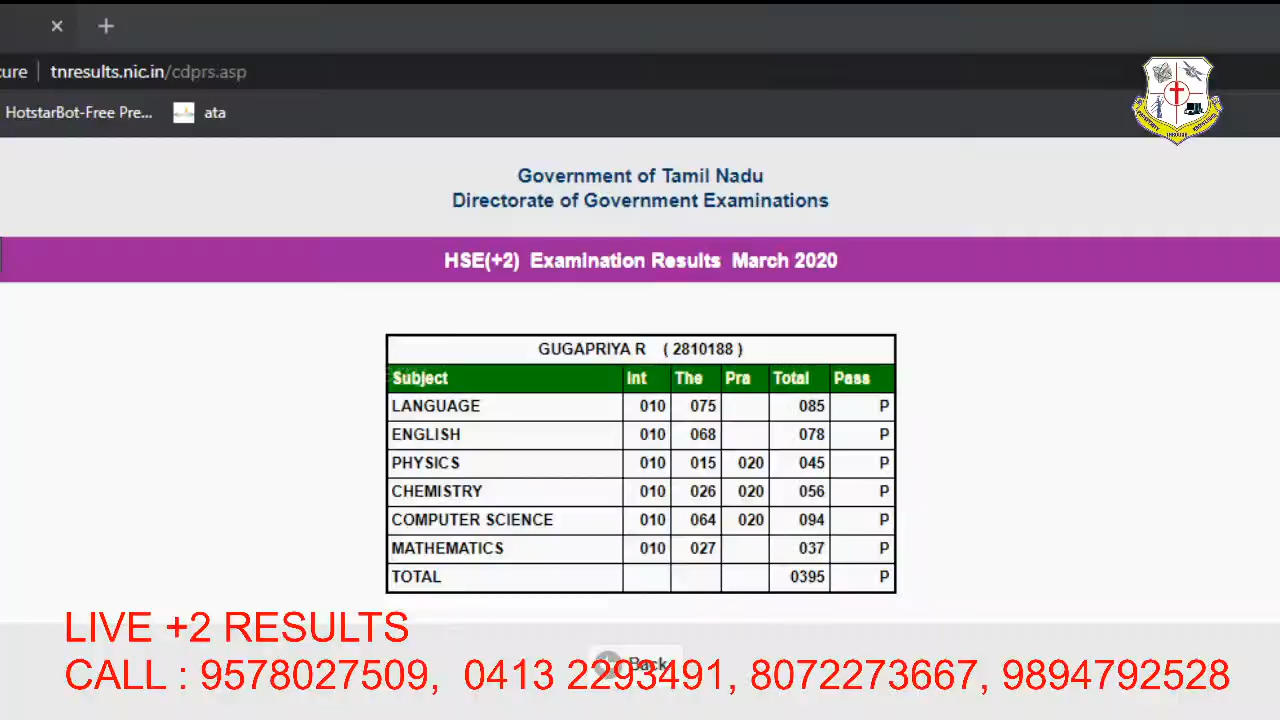 cure | tnresults.nic.in/cdprs.asp
HotstarBot-Free Pre... ata
Government of Tamil Nadu
Directorate of Government Examinations
HSE(+2) Examination Results March 2020
GUGAPRIYA R ( 2810188 )
Subject Int The Pra Total Pass
LANGUAGE 010 075 085 P
ENGLISH 010 068 078 P
PHYSICS 010 015 020 045 P
CHEMISTRY 010 026 020 056 P
COMPUTER SCIENCE 010 064 020 094 P
MATHEMATICS 010 027 037 P
TOTAL 0395 P
LIVE +2 RESULTS
Back
CALL : 9578027509, 0413 2293491, 8072273667, 9894792528